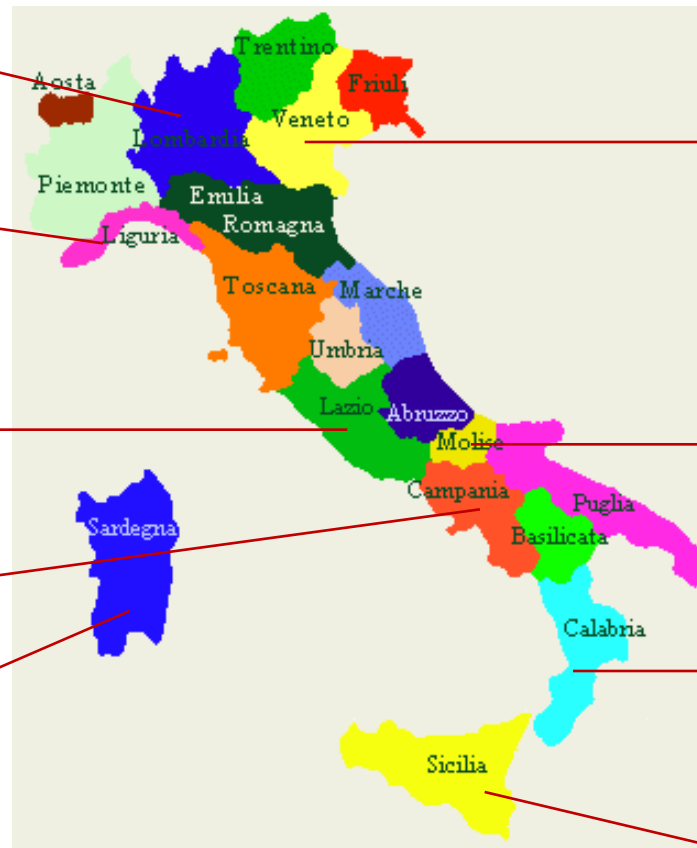 Trentino
Aosta
Friuli
Veneto
Lombardia
Piemonte
Emilia
Romagna
Liguria
Toscana
Marche
Umbria
Lazio
Abruzzo
Molise
Campania
Puglia
Sardegna
Basilicata
Calabria
Sicilia